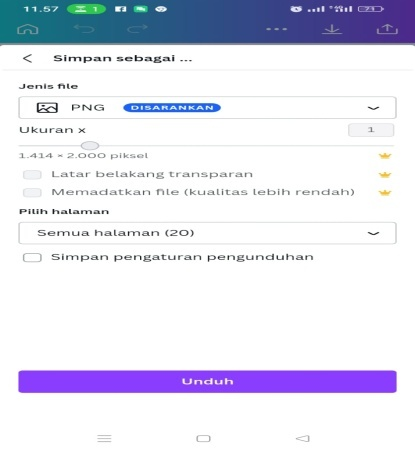 11.57
1
71
Simpan sebagai ...
Jenis file
PNG DISARANKAN
Ukuran x
1
1.414 × 2.000 piksel
Latar belakang transparan
Memadatkan file (kualitas lebih rendah)
Pilih halaman
Semua halaman (20)
Simpan pengaturan pengunduhan
Unduh